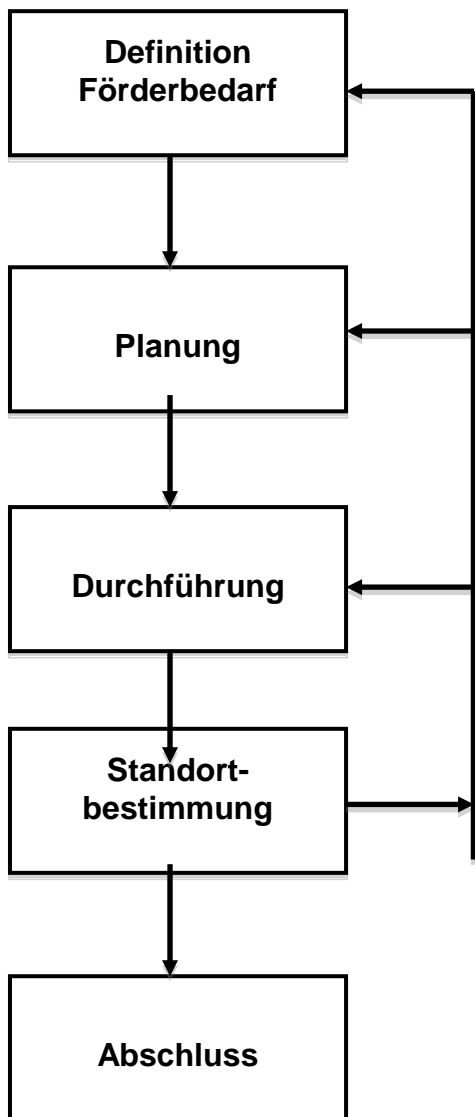 Definition
Förderbedarf
Planung
Durchführung
Standort-
bestimmung
Abschluss